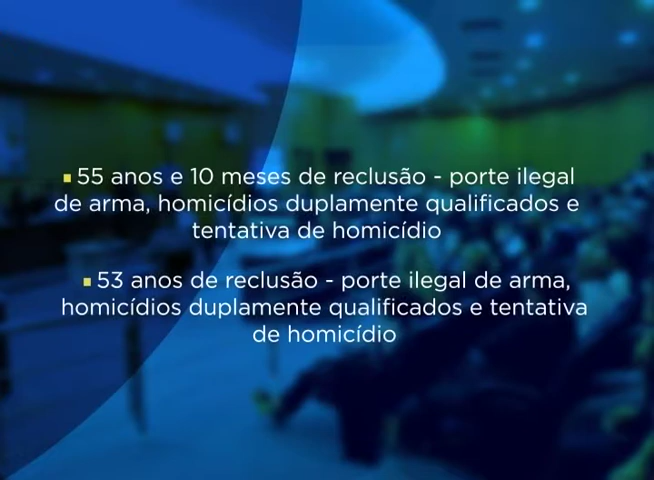 55 anos e 10 meses de reclusão - porte ilegal
de arma, homicídios duplamente qualificados e
tentativa de homicídio
53 anos de reclusão - porte ilegal de arma,
homicídios duplamente qualificados e tentativa
de homicídio